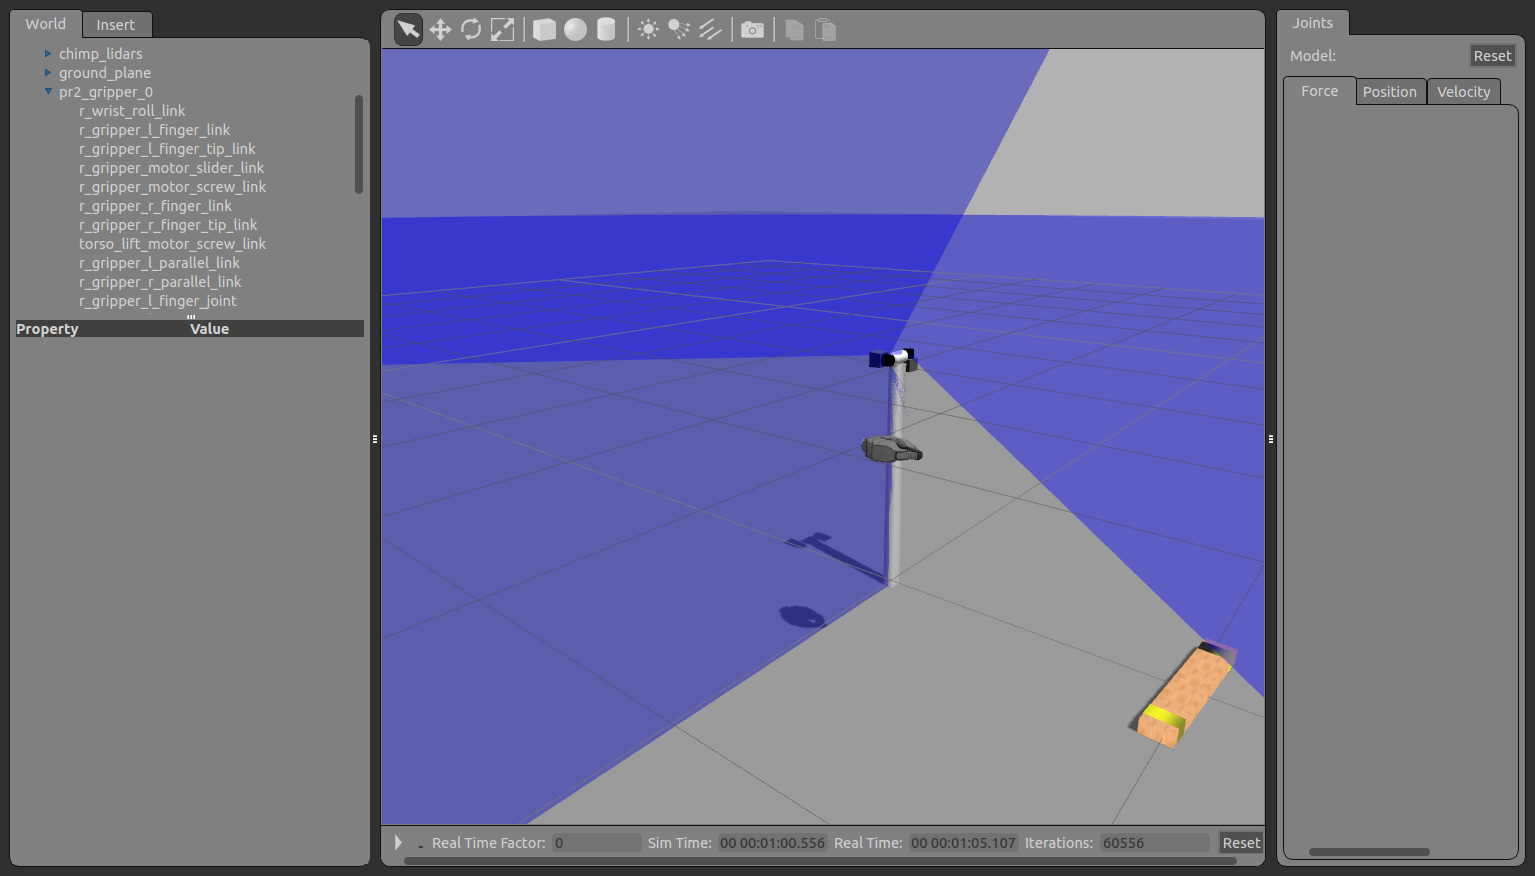 World
Insert
chimp_lidars
ground_plane
pr2_gripper_0
r_wrist_roll_link
r_gripper_l_finger_link
r_gripper_l_finger_tip_link
r_gripper_motor_slider_link
r_gripper_motor_screw_link
r_gripper_r_finger_link
r_gripper_r_finger_tip_link
torso_lift_motor_screw_link
r_gripper_l_parallel_link
r_gripper_r_parallel_link
r_gripper_l_finger_joint
Property Value
.. Real Time Factor: 0 Sim Time: 00 00:01:00.556 Real Time: 00 00:01:05.107 Iterations: 60556 Reset
Joints
Model: Reset
Force Position Velocity